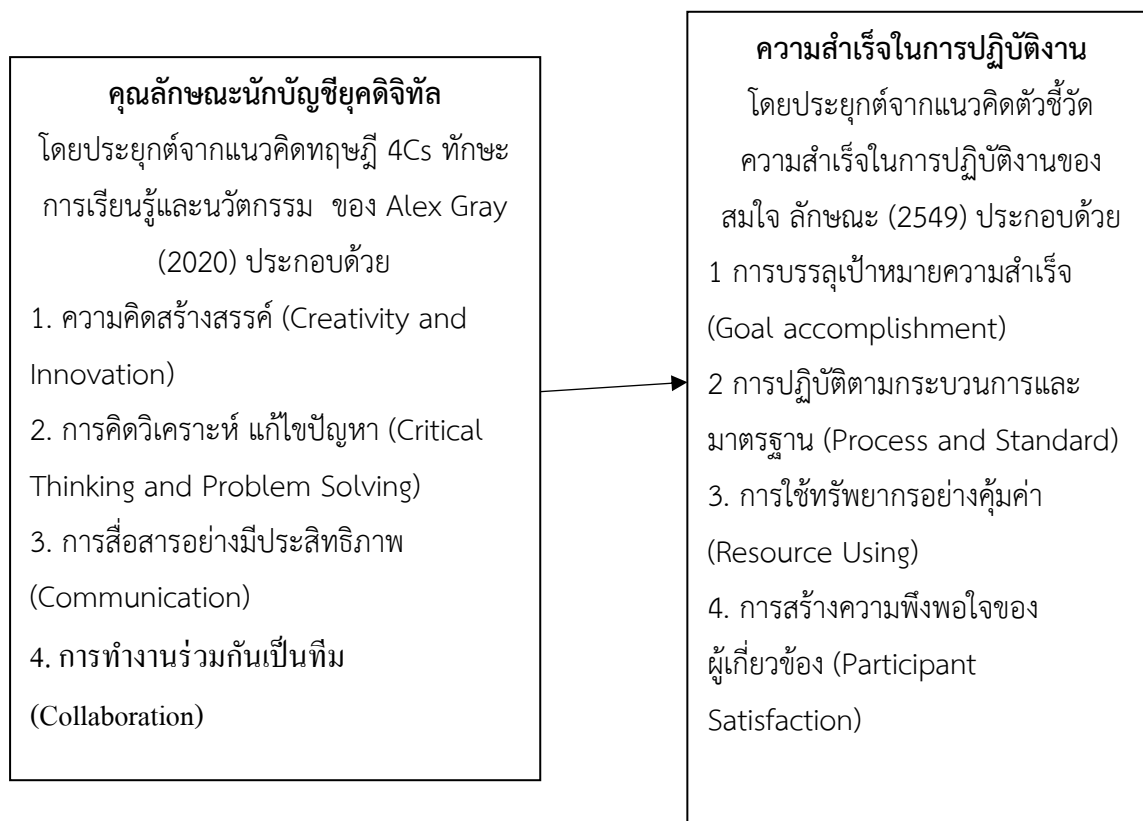 คุณลักษณะนักบัญชียุคดิจิทัล
โดยประยุกต์จากแนวคิดทฤษฎี 4Cs ทักษะ
การเรียนรู้และนวัตกรรม ของ Alex Gray
(2020) ประกอบด้วย
1. ความคิดสร้างสรรค์ (Creativity and
Innovation)
2. การคิดวิเคราะห์ แก้ไขปัญหา (Critical
Thinking and Problem Solving)
3. การสื่อสารอย่างมีประสิทธิภาพ
(Communication)
4. การทำงานร่วมกันเป็นทีม
(Collaboration)
ความสำเร็จในการปฏิบัติงาน
โดยประยุกต์จากแนวคิดตัวชี้วัด
ความสำเร็จในการปฏิบัติงานของ
สมใจ ลักษณะ (2549) ประกอบด้วย
1 การบรรลุเป้าหมายความสำเร็จ
(Goal accomplishment)
2 การปฏิบัติตามกระบวนการและ
มาตรฐาน (Process and Standard)
3. การใช้ทรัพยากรอย่างคุ้มค่า
(Resource Using)
4. การสร้างความพึงพอใจของ
ผู้เกี่ยวข้อง (Participant
Satisfaction)